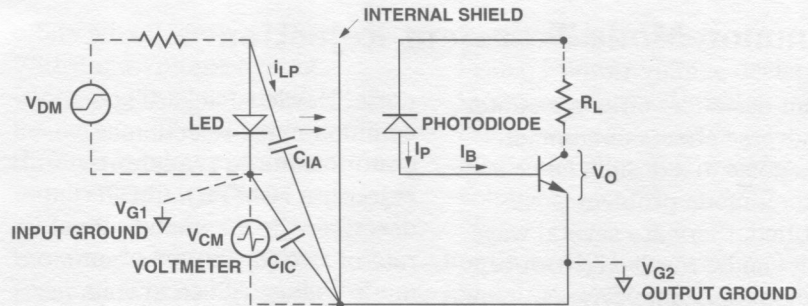 INTERNAL SHIELD
iLP
VDM
LED
CIA
PHOTODIODE
RL
IP
IB
VO
VG1
INPUT GROUND
VCM
VOLTMETER
CIC
VG2
OUTPUT GROUND